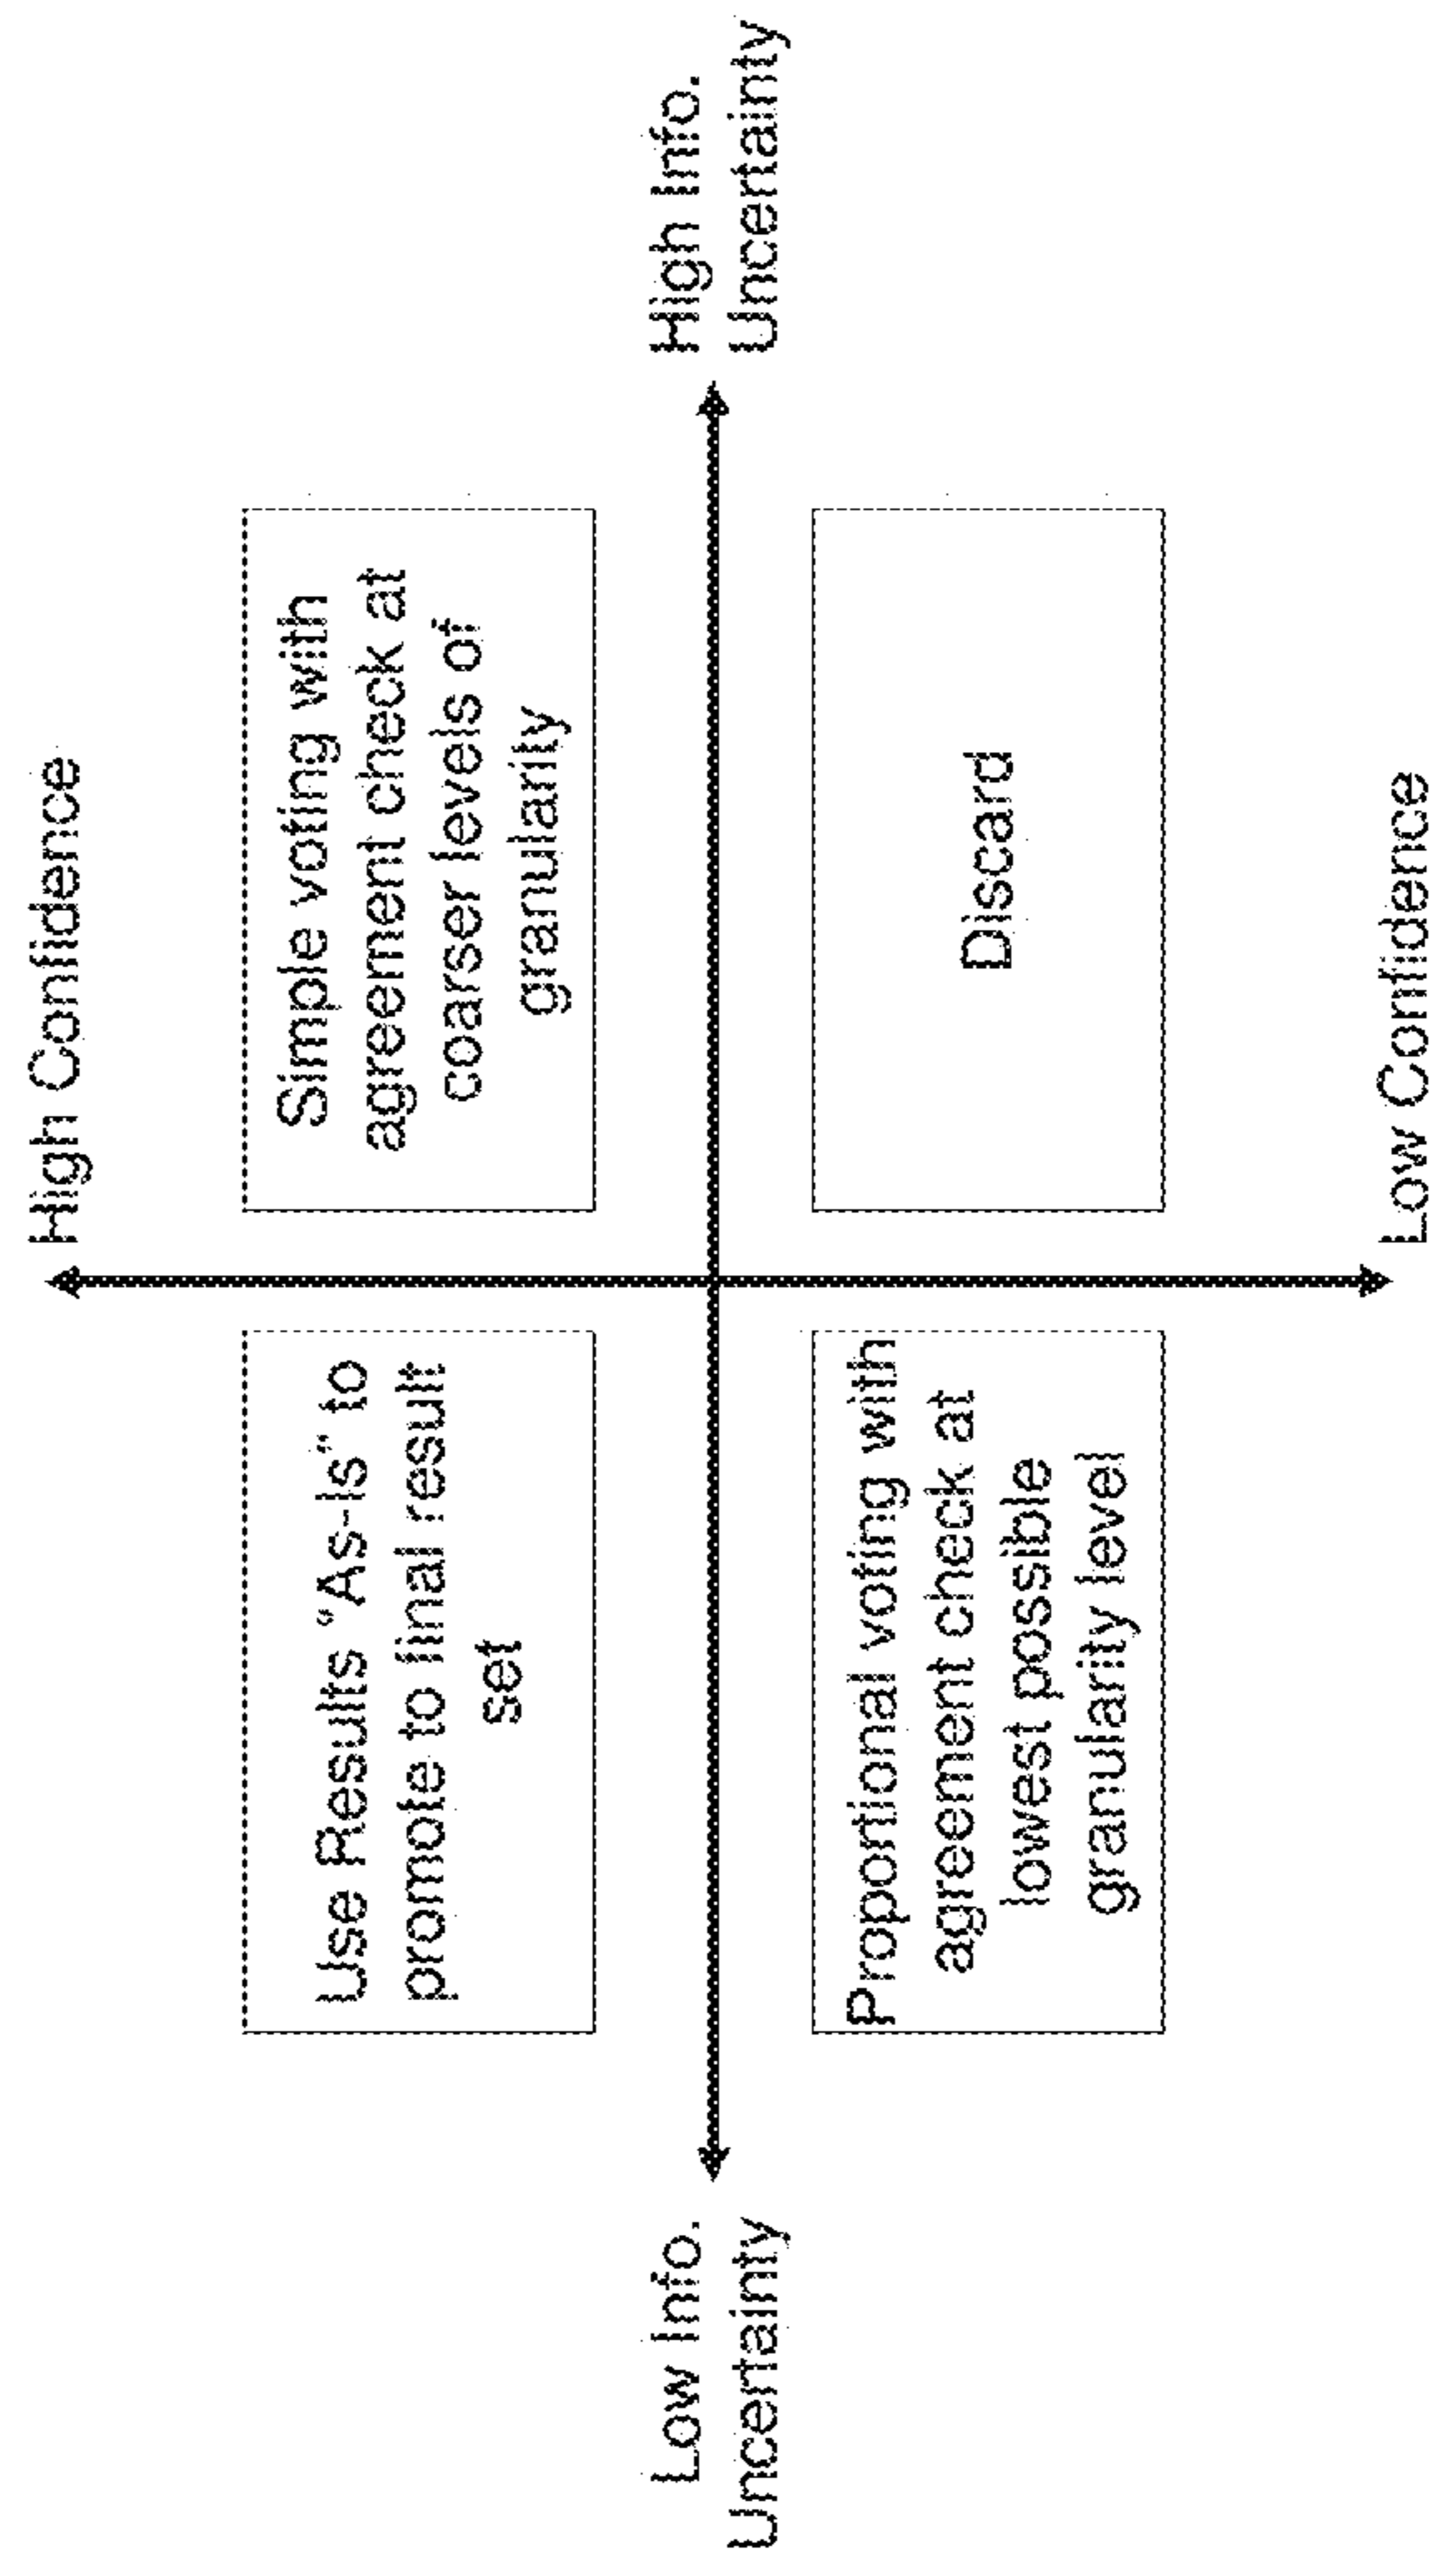 High Confidence
Use Results "As-Is" to
promote to final result
set
Simple voting with
agreement check at
coarser levels of
granularity
Low Info.
Uncertainty
High Info.
Uncertainty
Proportional voting with
agreement check at
lowest possible
granularity level
Discard
Low Confidence